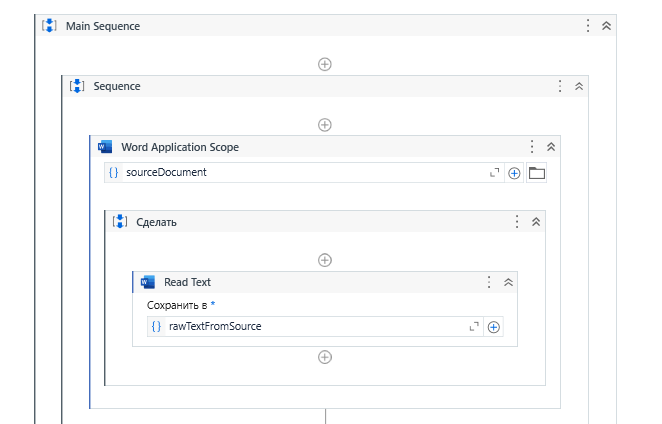 Main Sequence
Sequence
Word Application Scope
{ } sourceDocument
Сделать
Read Text
Сохранить в *
{ } rawTextFromSource